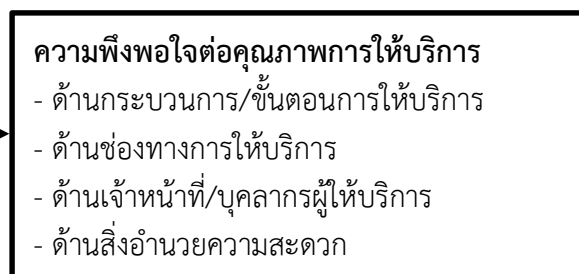 ความพึงพอใจต่อคุณภาพการให้บริการ
- ด้านกระบวนการ/ขั้นตอนการให้บริการ
- ด้านช่องทางการให้บริการ
- ด้านเจ้าหน้าที่/บุคลากรผู้ให้บริการ
- ด้านสิ่งอำนวยความสะดวก